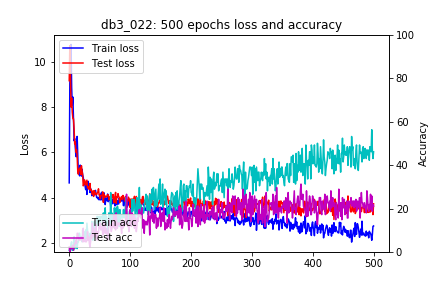 db3_022: 500 epochs loss and accuracy
Train loss
Test loss
Train acc
Test acc
Loss
Accuracy
10
8
6
4
2
100
80
60
40
20
0
0 100 200 300 400 500